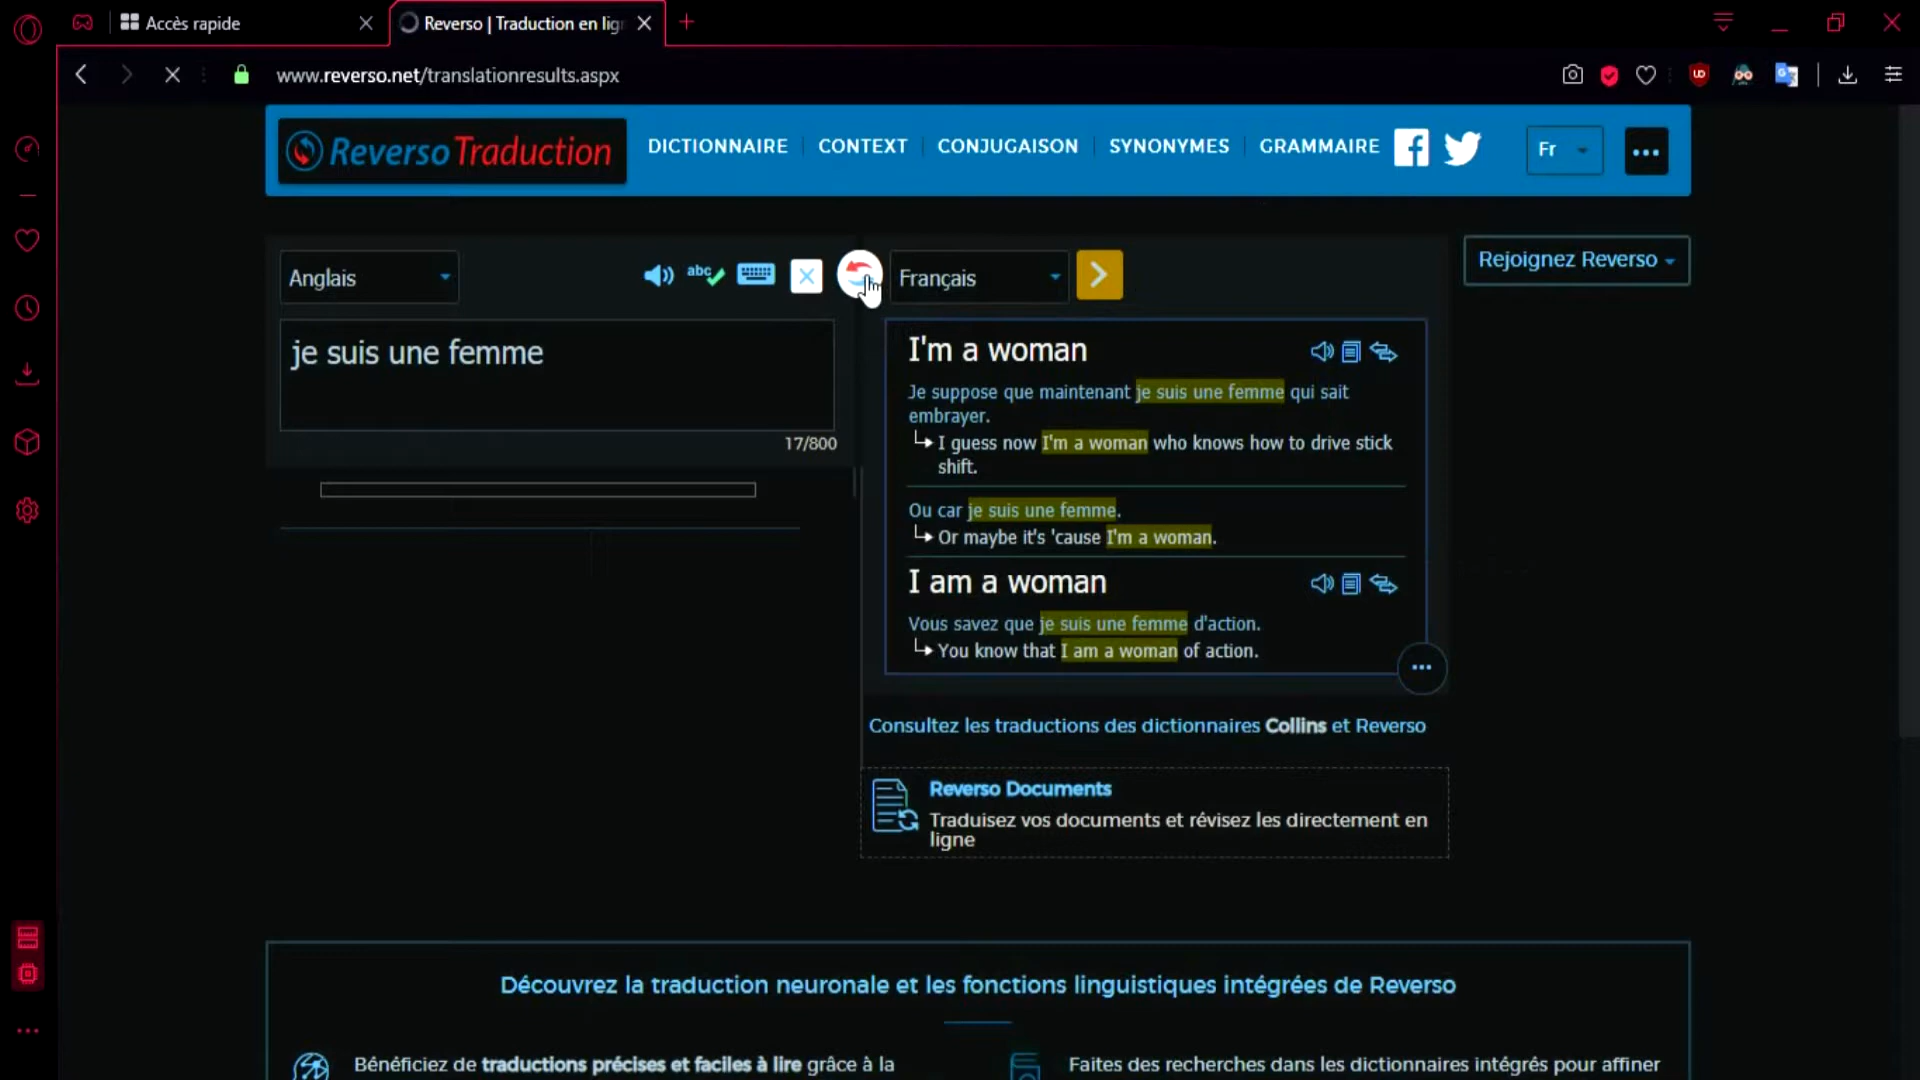 Accès rapide
Reverso | Traduction en lig
www.reverso.net/translationresults.aspx
Reverso Traduction
DICTIONNAIRE
CONTEXT
CONJUGAISON
SYNONYMES
GRAMMAIRE
Fr
Anglais
abc
Français
Rejoignez Reverso
je suis une femme
17/800
I'm a woman
Je suppose que maintenant je suis une femme qui sait
embrayer.
I guess now I'm a woman who knows how to drive stick
shift.
Ou car je suis une femme.
Or maybe it's 'cause I'm a woman.
I am a woman
Vous savez que je suis une femme d'action.
You know that I am a woman of action.
Consultez les traductions des dictionnaires Collins et Reverso
Reverso Documents
Traduisez vos documents et révisez les directement en
ligne
Découvrez la traduction neuronale et les fonctions linguistiques intégrées de Reverso
Bénéficiez de traductions précises et faciles à lire grâce à la
Faites des recherches dans les dictionnaires intégrés pour affiner